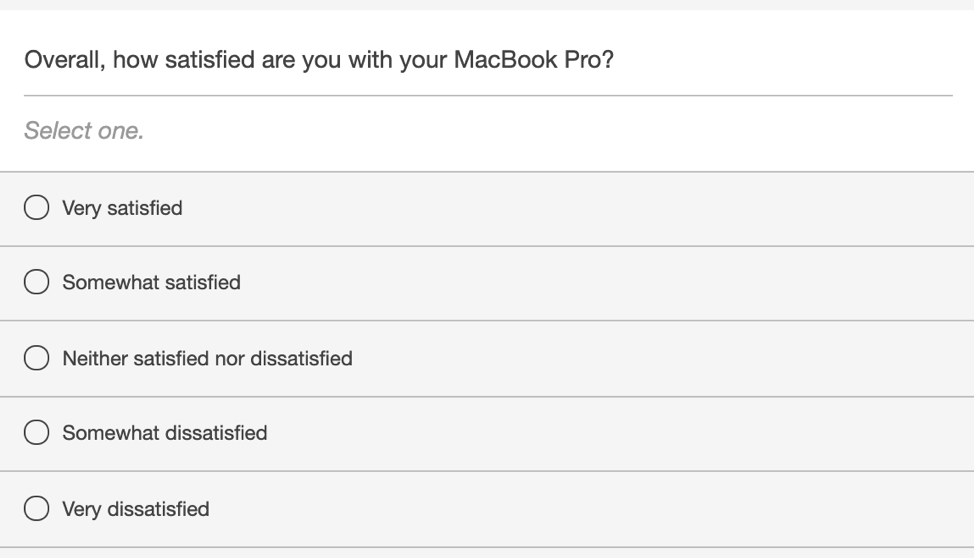 Overall, how satisfied are you with your MacBook Pro?
Select one.
Very satisfied
Somewhat satisfied
Neither satisfied nor dissatisfied
Somewhat dissatisfied
Very dissatisfied